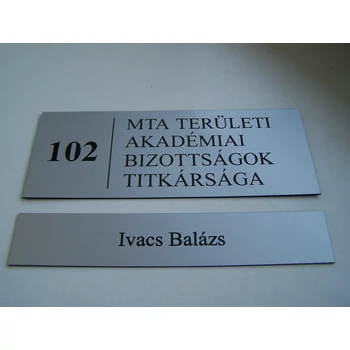 102
MTA TERÜLETI
AKADÉMIAI
BIZOTTSÁGOK
TITKÁRSÁGA
Ivacs Balázs